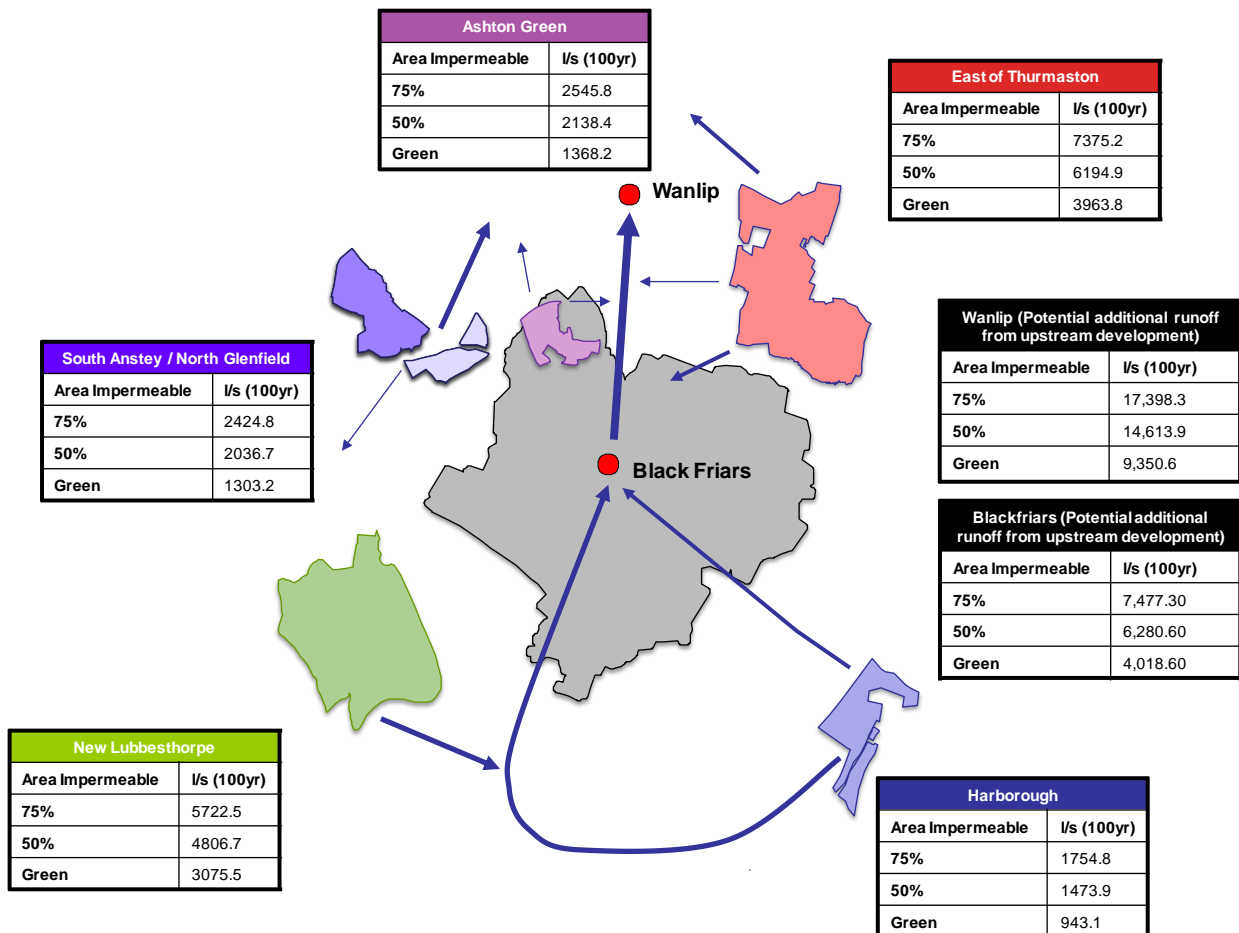 Ashton Green
Area Impermeable l/s (100yr)
75% 2545.8
50% 2138.4
Green 1368.2
East of Thurmaston
Area Impermeable l/s (100yr)
75% 7375.2
50% 6194.9
Green 3963.8
Wanlip
South Anstey / North Glenfield
Area Impermeable l/s (100yr)
75% 2424.8
50% 2036.7
Green 1303.2
Wanlip (Potential additional runoff
from upstream development)
Area Impermeable l/s (100yr)
75% 17,398.3
50% 14,613.9
Green 9,350.6
Black Friars
Blackfriars (Potential additional
runoff from upstream development)
Area Impermeable l/s (100yr)
75% 7,477.30
50% 6,280.60
Green 4,018.60
New Lubbesthorpe
Area Impermeable l/s (100yr)
75% 5722.5
50% 4806.7
Green 3075.5
Harborough
Area Impermeable l/s (100yr)
75% 1754.8
50% 1473.9
Green 943.1